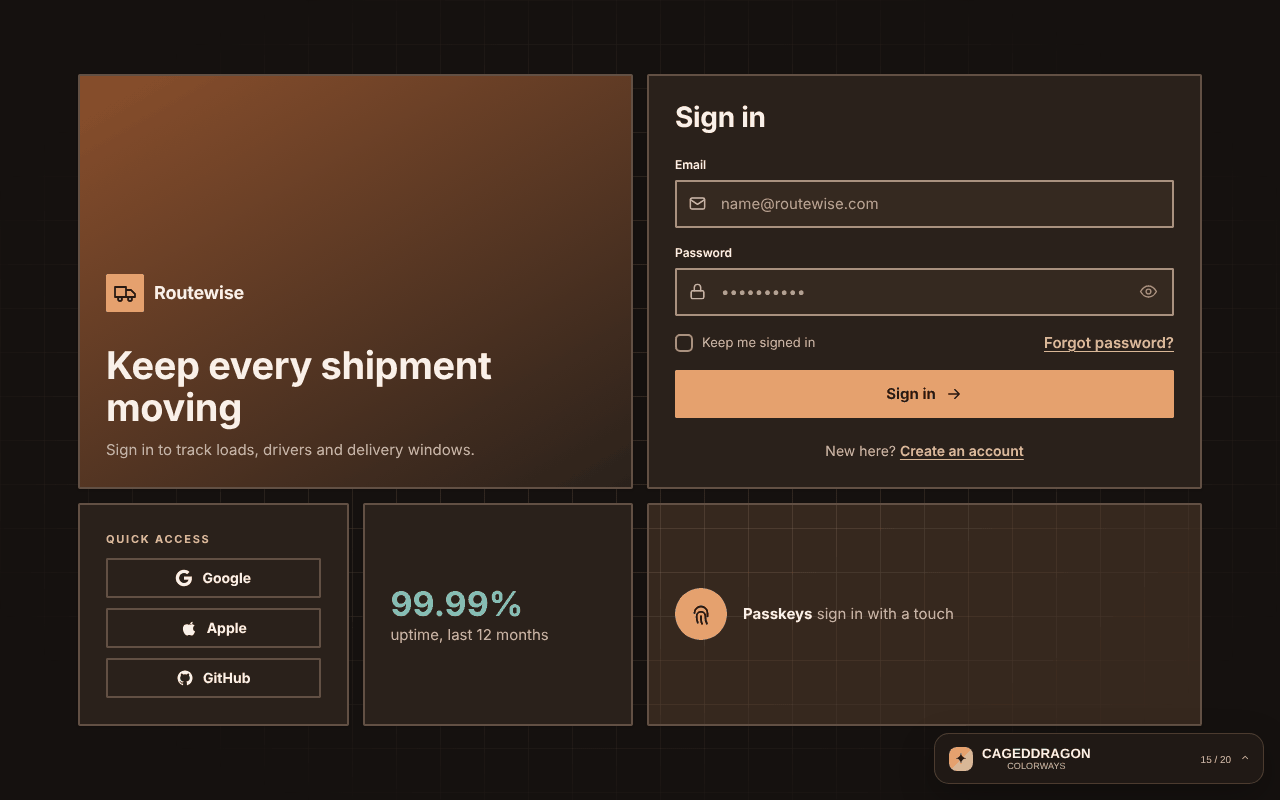 Routewise
Keep every shipment
moving
Sign in to track loads, drivers and delivery windows.
Sign in
Email
name@routewise.com
Password
Keep me signed in
Forgot password?
Sign in
New here? Create an account
QUICK ACCESS
Google
Apple
GitHub
99.99%
uptime, last 12 months
Passkeys sign in with a touch
CAGEDDRAGON
COLORWAYS
15 / 20